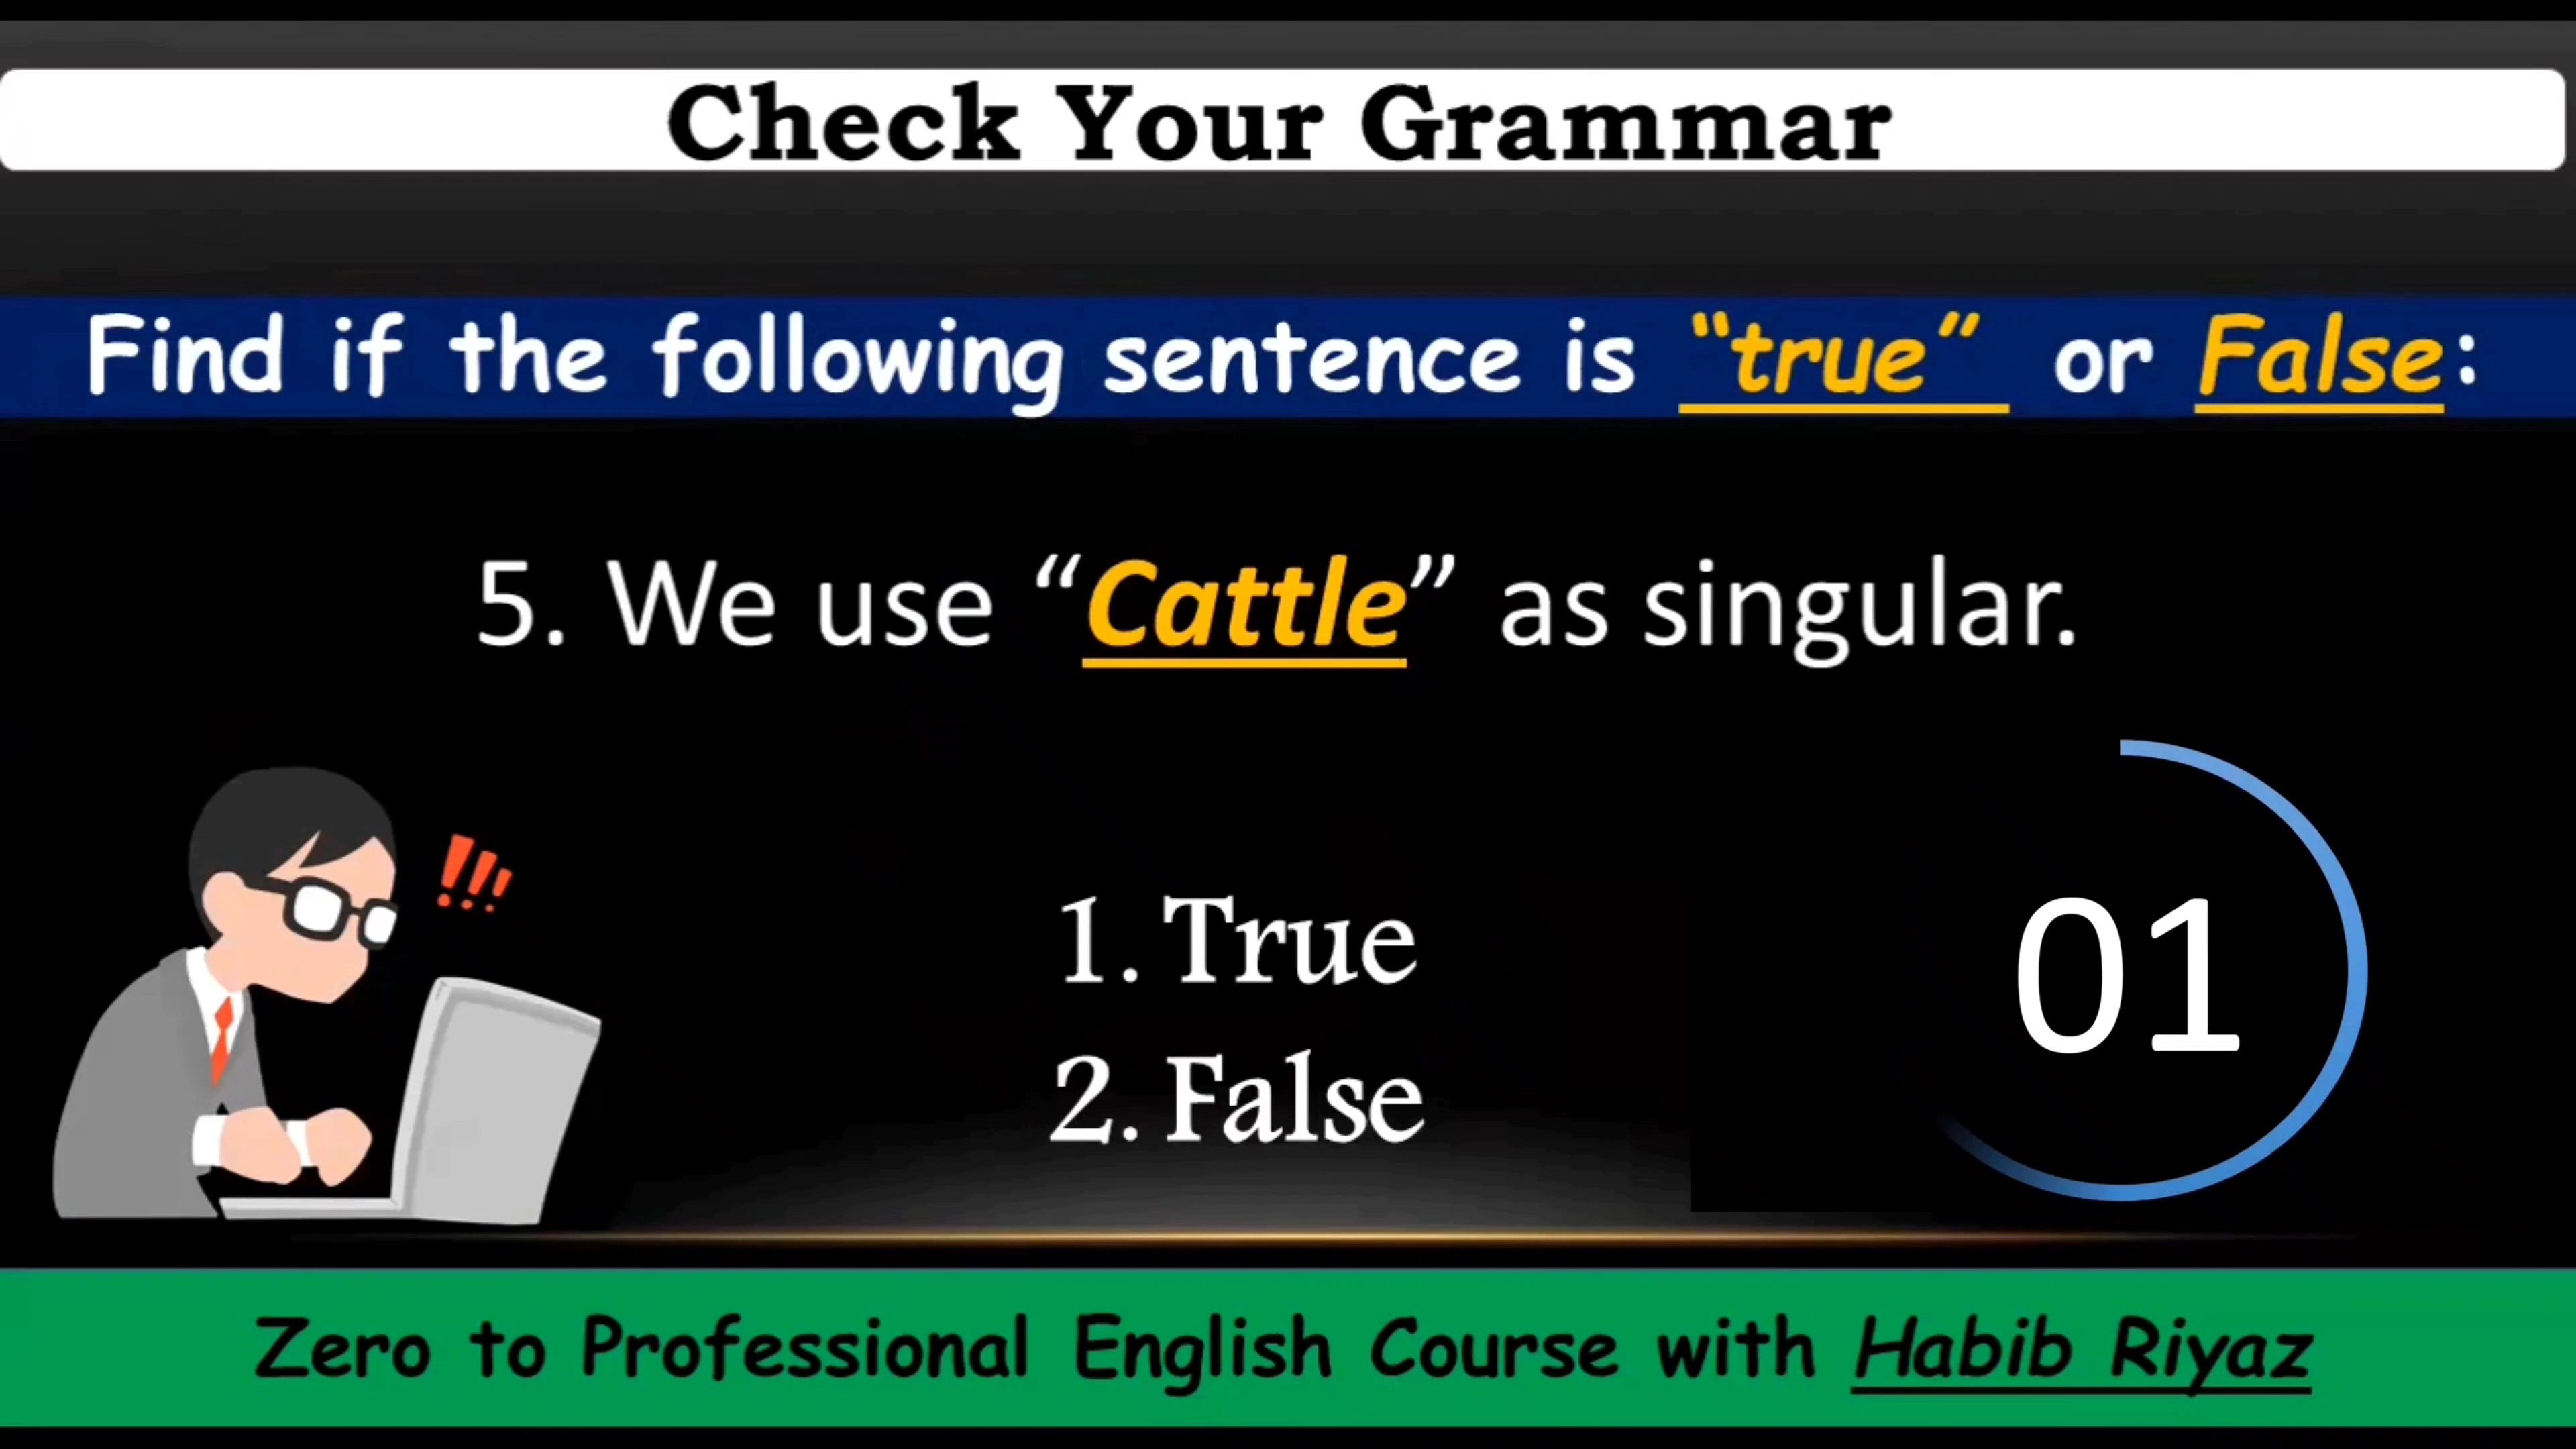 Check Your Grammar
Find if the following sentence is “true” or False:
5. We use “Cattle” as singular.
!!!
1. True
01
2. False
Zero to Professional English Course with Habib Riyaz